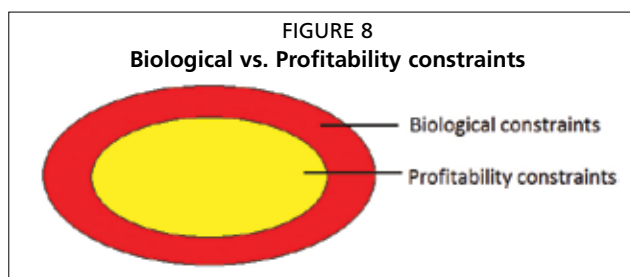 FIGURE 8
Biological vs. Profitability constraints
Biological constraints
Profitability constraints